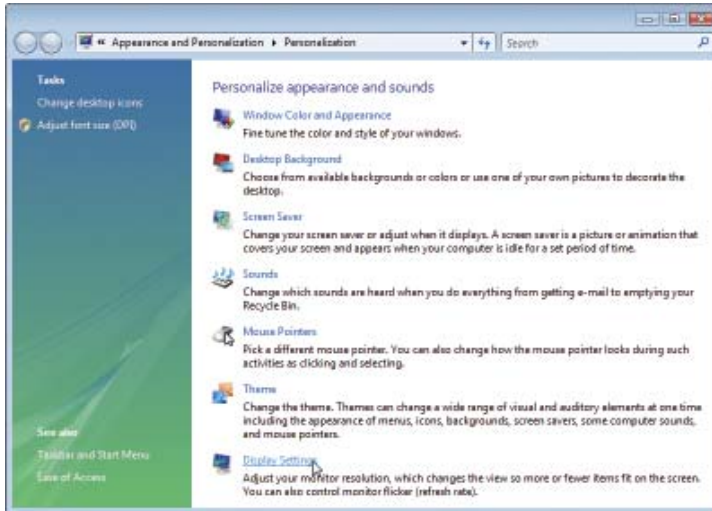 « Appearance and Personalization ▸ Personalization
Search
Tasks
Change desktop icons
Adjust font size (DPI)
See also
Taskbar and Start Menu
Ease of Access
Personalize appearance and sounds
Window Color and Appearance
Fine tune the color and style of your windows.
Desktop Background
Choose from available backgrounds or colors or use one of your own pictures to decorate the
desktop.
Screen Saver
Change your screen saver or adjust when it displays. A screen saver is a picture or animation that
covers your screen and appears when your computer is idle for a set period of time.
Sounds
Change which sounds are heard when you do everything from getting e-mail to emptying your
Recycle Bin.
Mouse Pointers
Pick a different mouse pointer. You can also change how the mouse pointer looks during such
activities as clicking and selecting.
Theme
Change the theme. Themes can change a wide range of visual and auditory elements at one time
including the appearance of menus, icons, backgrounds, screen savers, some computer sounds,
and mouse pointers.
Display Settings
Adjust your monitor resolution, which changes the view so more or fewer items fit on the screen.
You can also control monitor flicker (refresh rate).